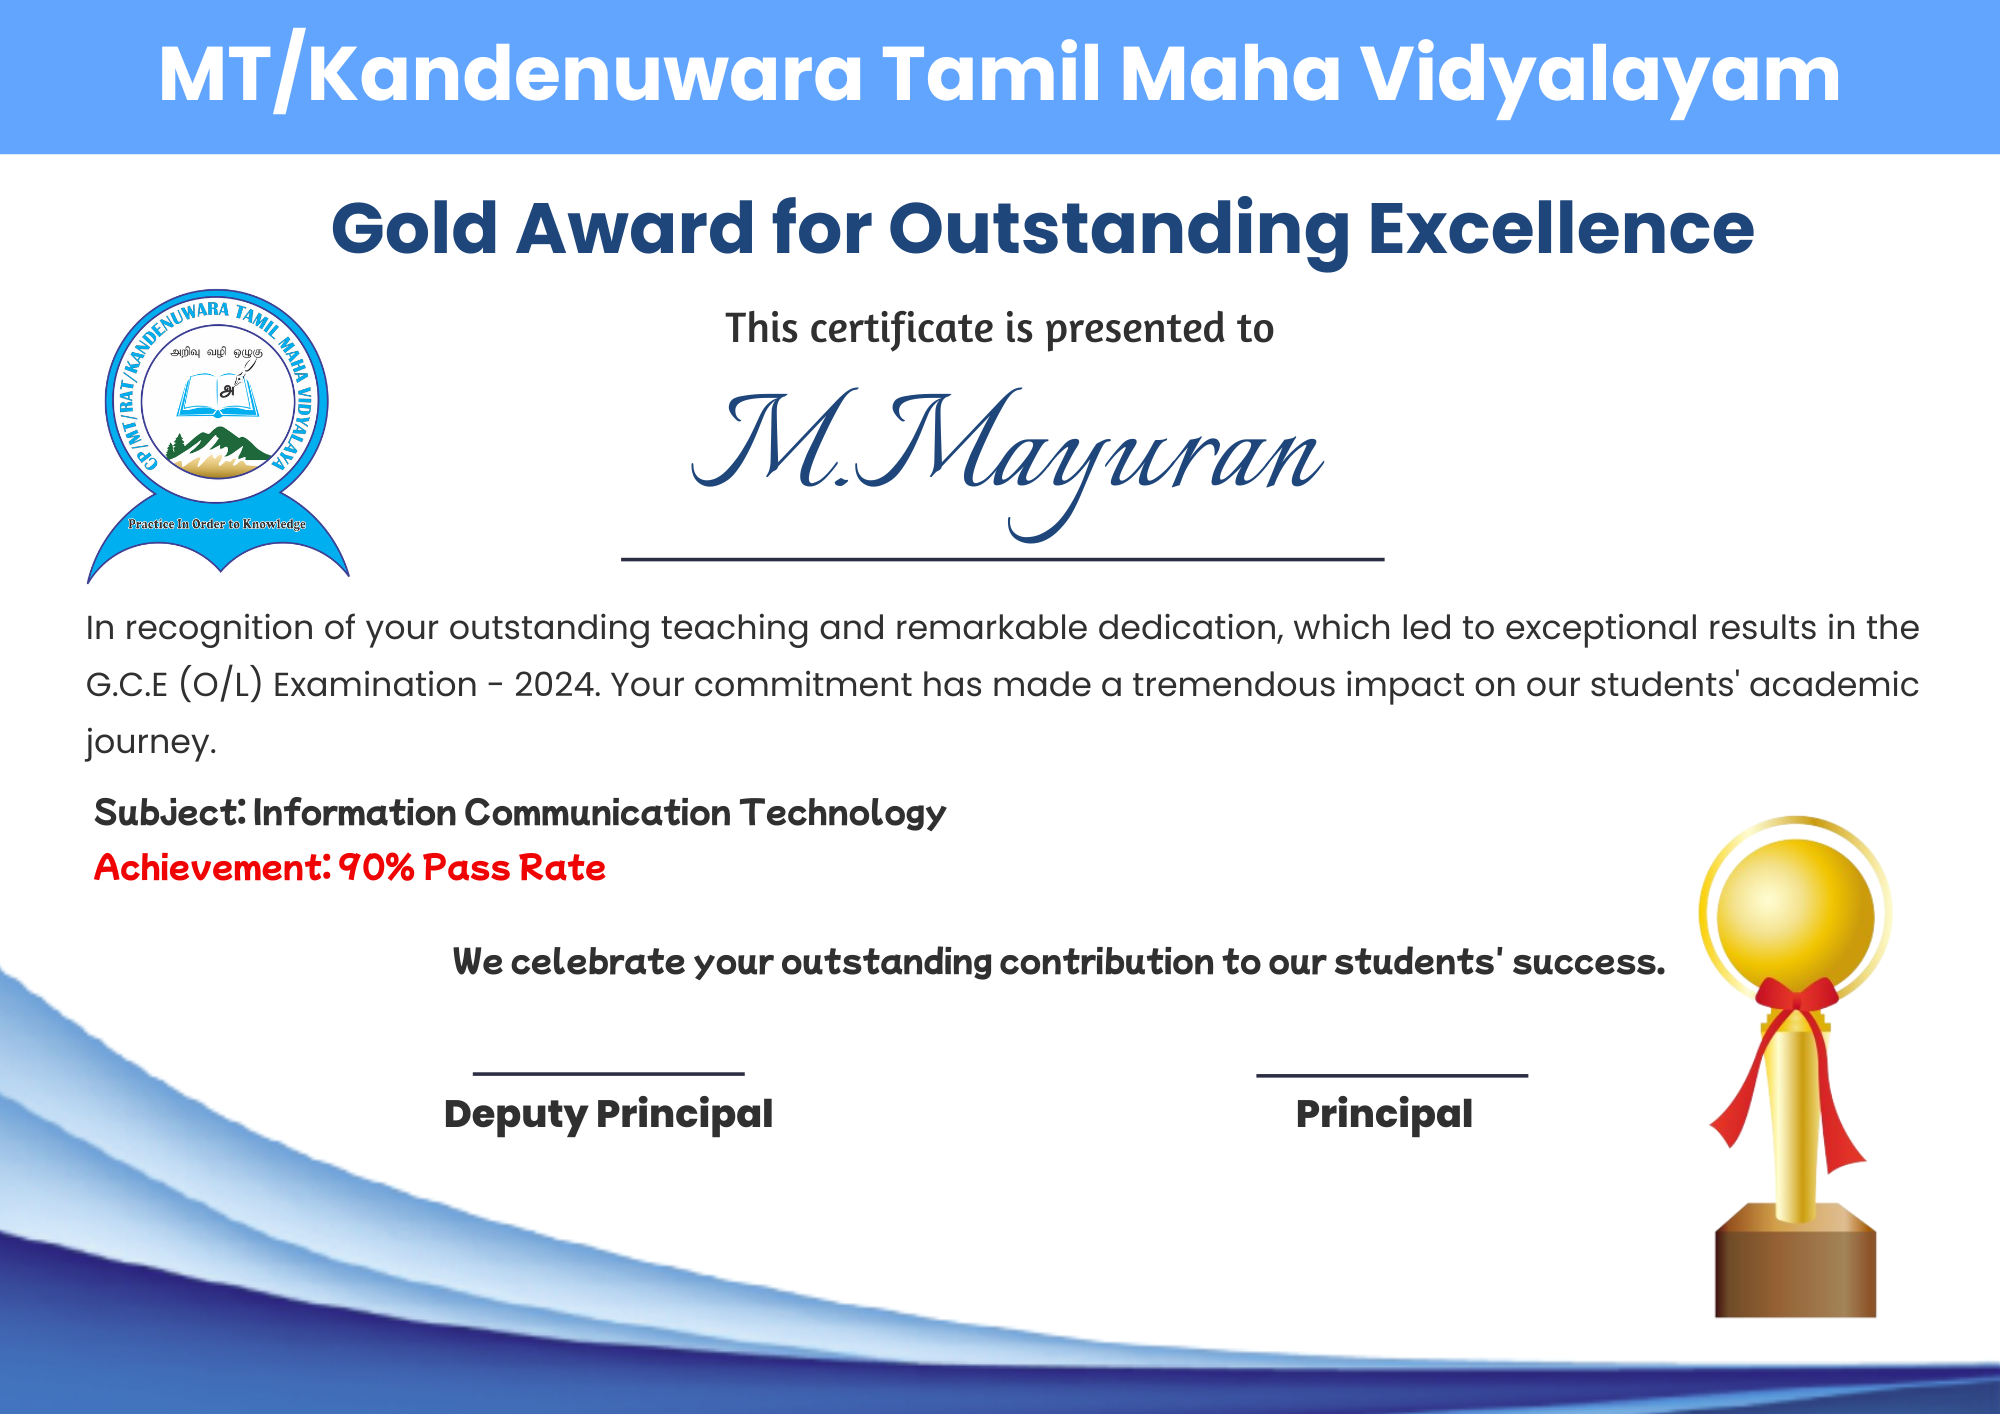 MT/Kandenuwara Tamil Maha Vidyalayam
Gold Award for Outstanding Excellence
CP/MT/RAT/KANDENUWARA TAMIL MAHA VIDYALAYA
அறிவு வழி ஒழுகு
அ
Practice In Order to Knowledge
This certificate is presented to
M.Mayuran
In recognition of your outstanding teaching and remarkable dedication, which led to exceptional results in the
G.C.E (O/L) Examination - 2024. Your commitment has made a tremendous impact on our students' academic
journey.
Subject: Information Communication Technology
Achievement: 90% Pass Rate
We celebrate your outstanding contribution to our students' success.
Deputy Principal
Principal